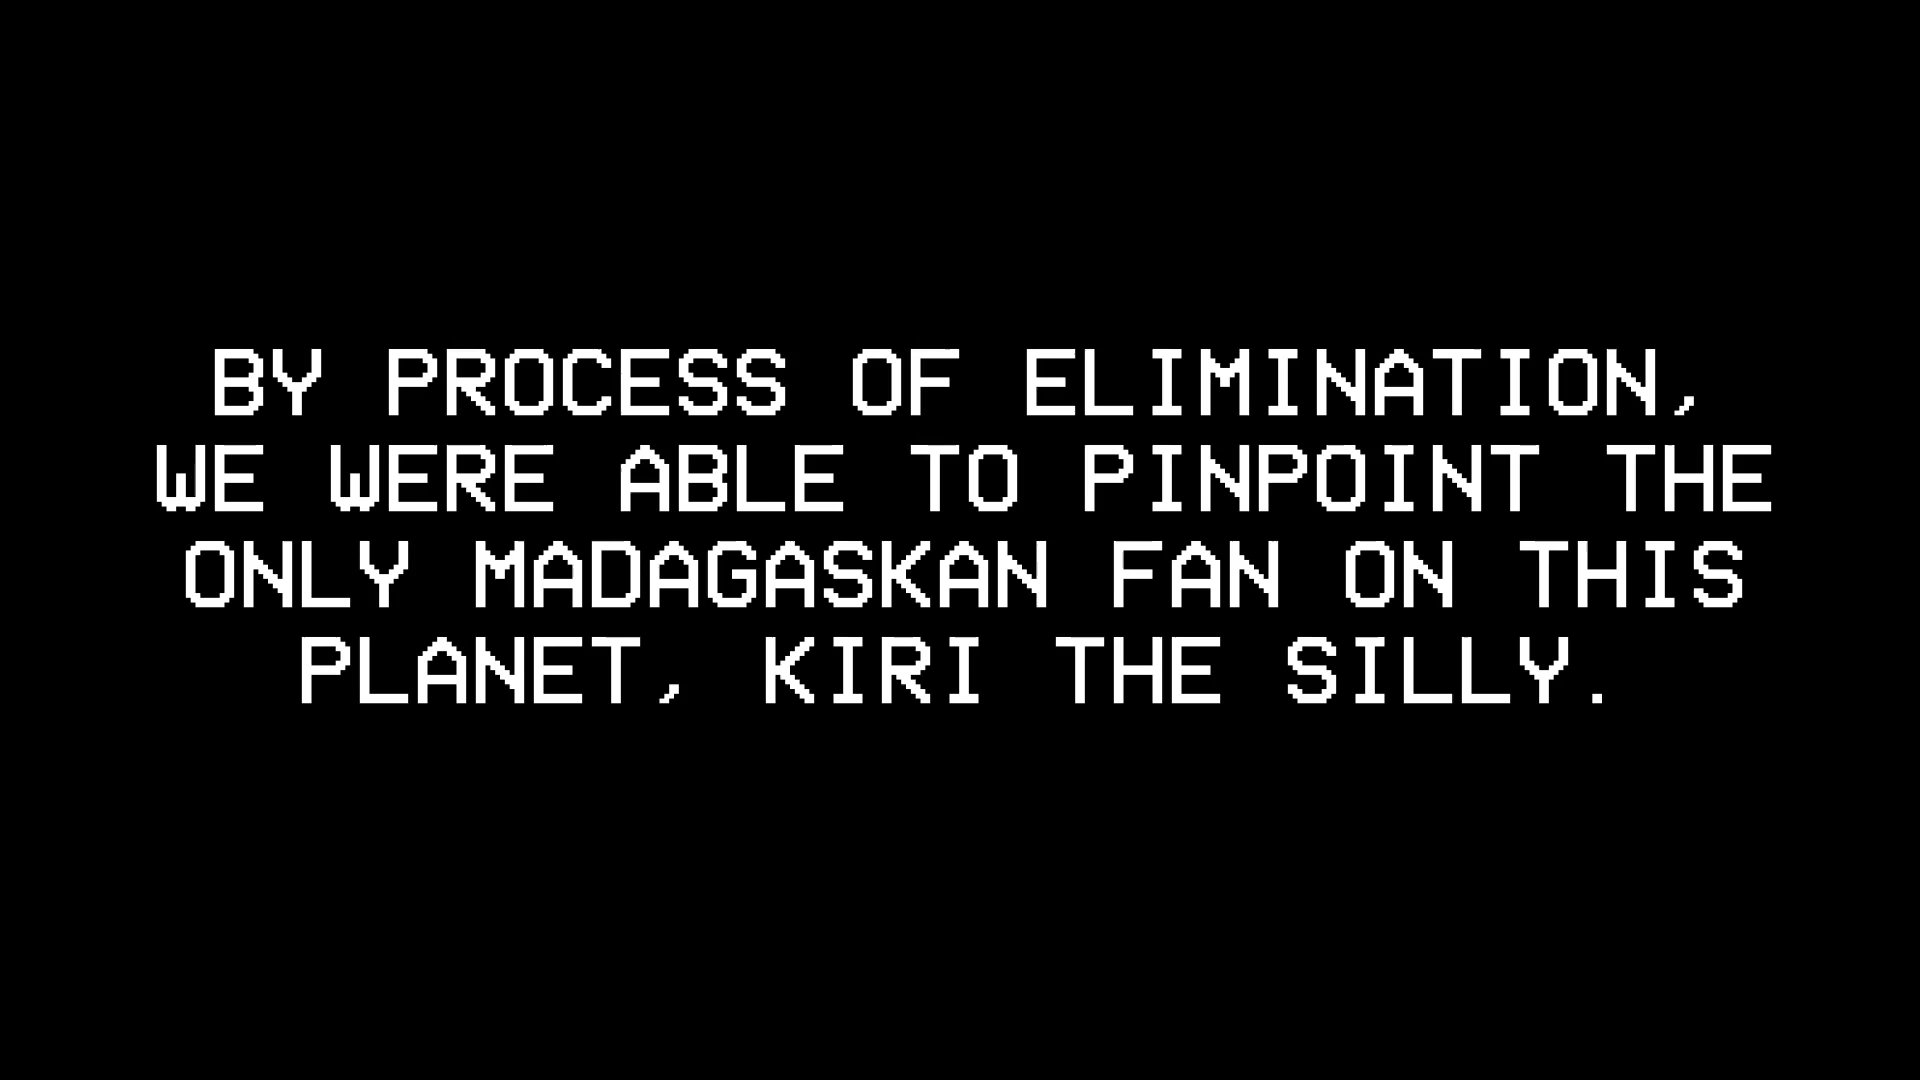 BY PROCESS OF ELIMINATION,
WE WERE ABLE TO PINPOINT THE
ONLY MADAGASKAN FAN ON THIS
PLANET, KIRI THE SILLY.